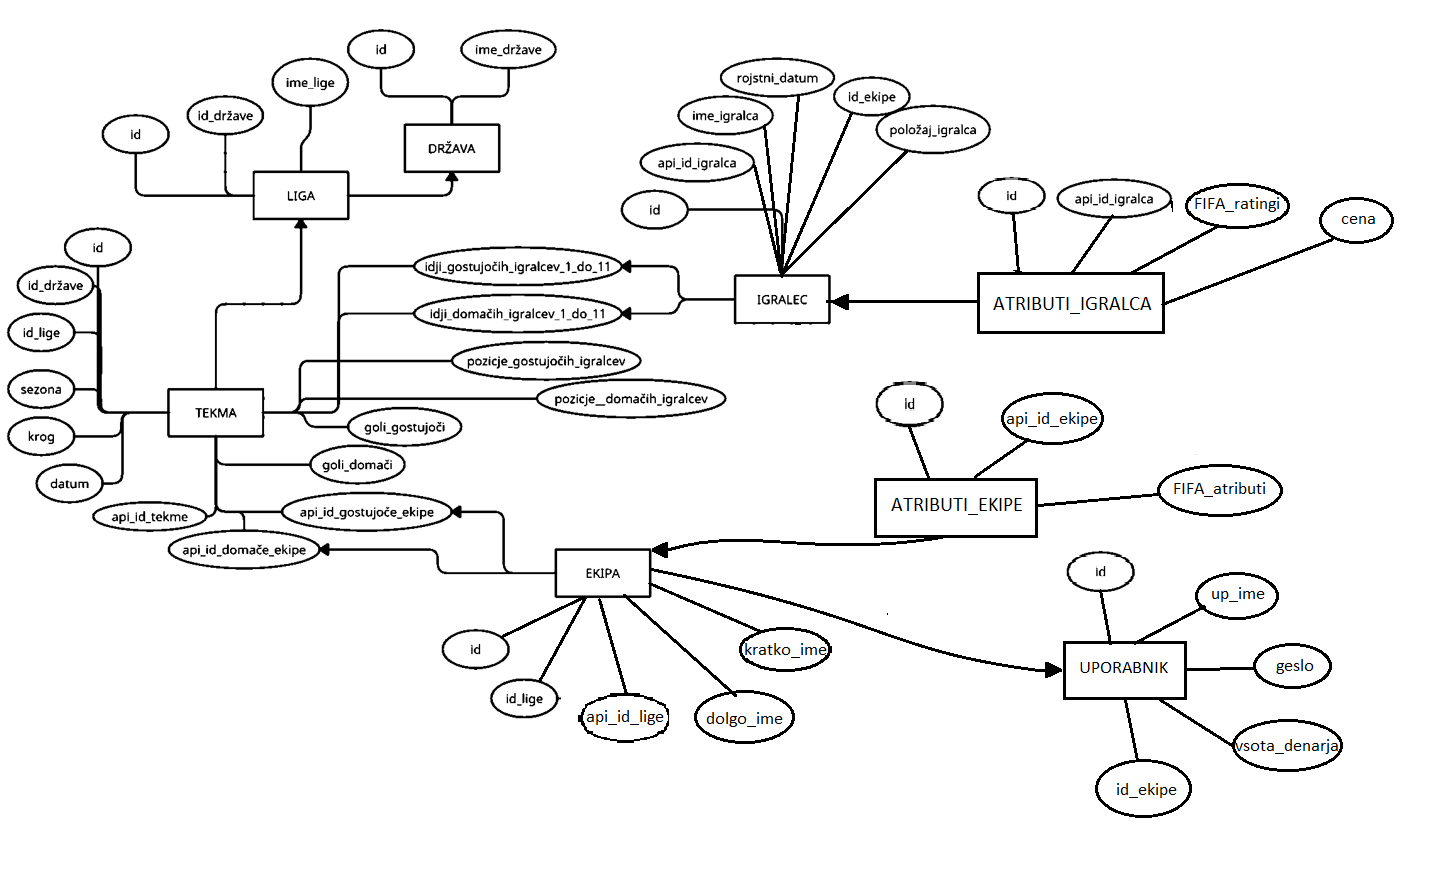 id
ime_države
DRŽAVA
ime_lige
id_države
id
LIGA
rojstni_datum
id_ekipe
ime_igralca
položaj_igralca
api_id_igralca
id
IGRALEC
id
api_id_igralca
FIFA_ratingi
cena
ATRIBUTI_IGRALCA
id
id_države
id_lige
sezona
krog
datum
TEKMA
idji_gostujočih_igralcev_1_do_11
idji_domačih_igralcev_1_do_11
pozicje_gostujočih_igralcev
pozicje__domačih_igralcev
goli_gostujoči
goli_domači
api_id_tekme
api_id_gostujoče_ekipe
api_id_domače_ekipe
id
api_id_ekipe
FIFA_atributi
ATRIBUTI_EKIPE
EKIPA
id
id_lige
api_id_lige
dolgo_ime
kratko_ime
id
up_ime
UPORABNIK
geslo
vsota_denarja
id_ekipe